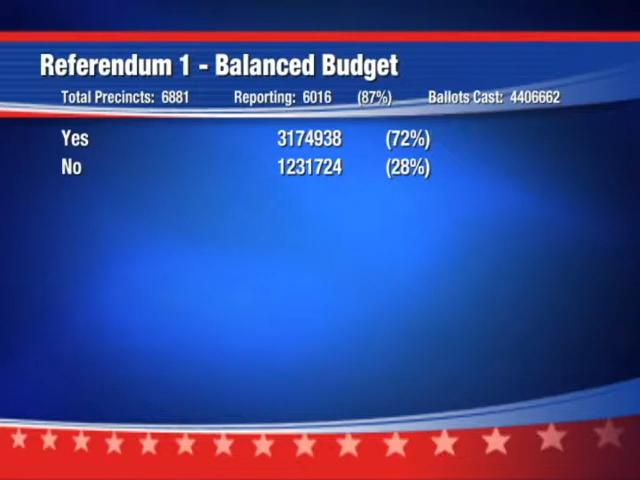 Referendum 1 - Balanced Budget
Total Precincts: 6881 Reporting: 6016 (87%) Ballots Cast: 4406662
Yes 3174938 (72%)
No 1231724 (28%)